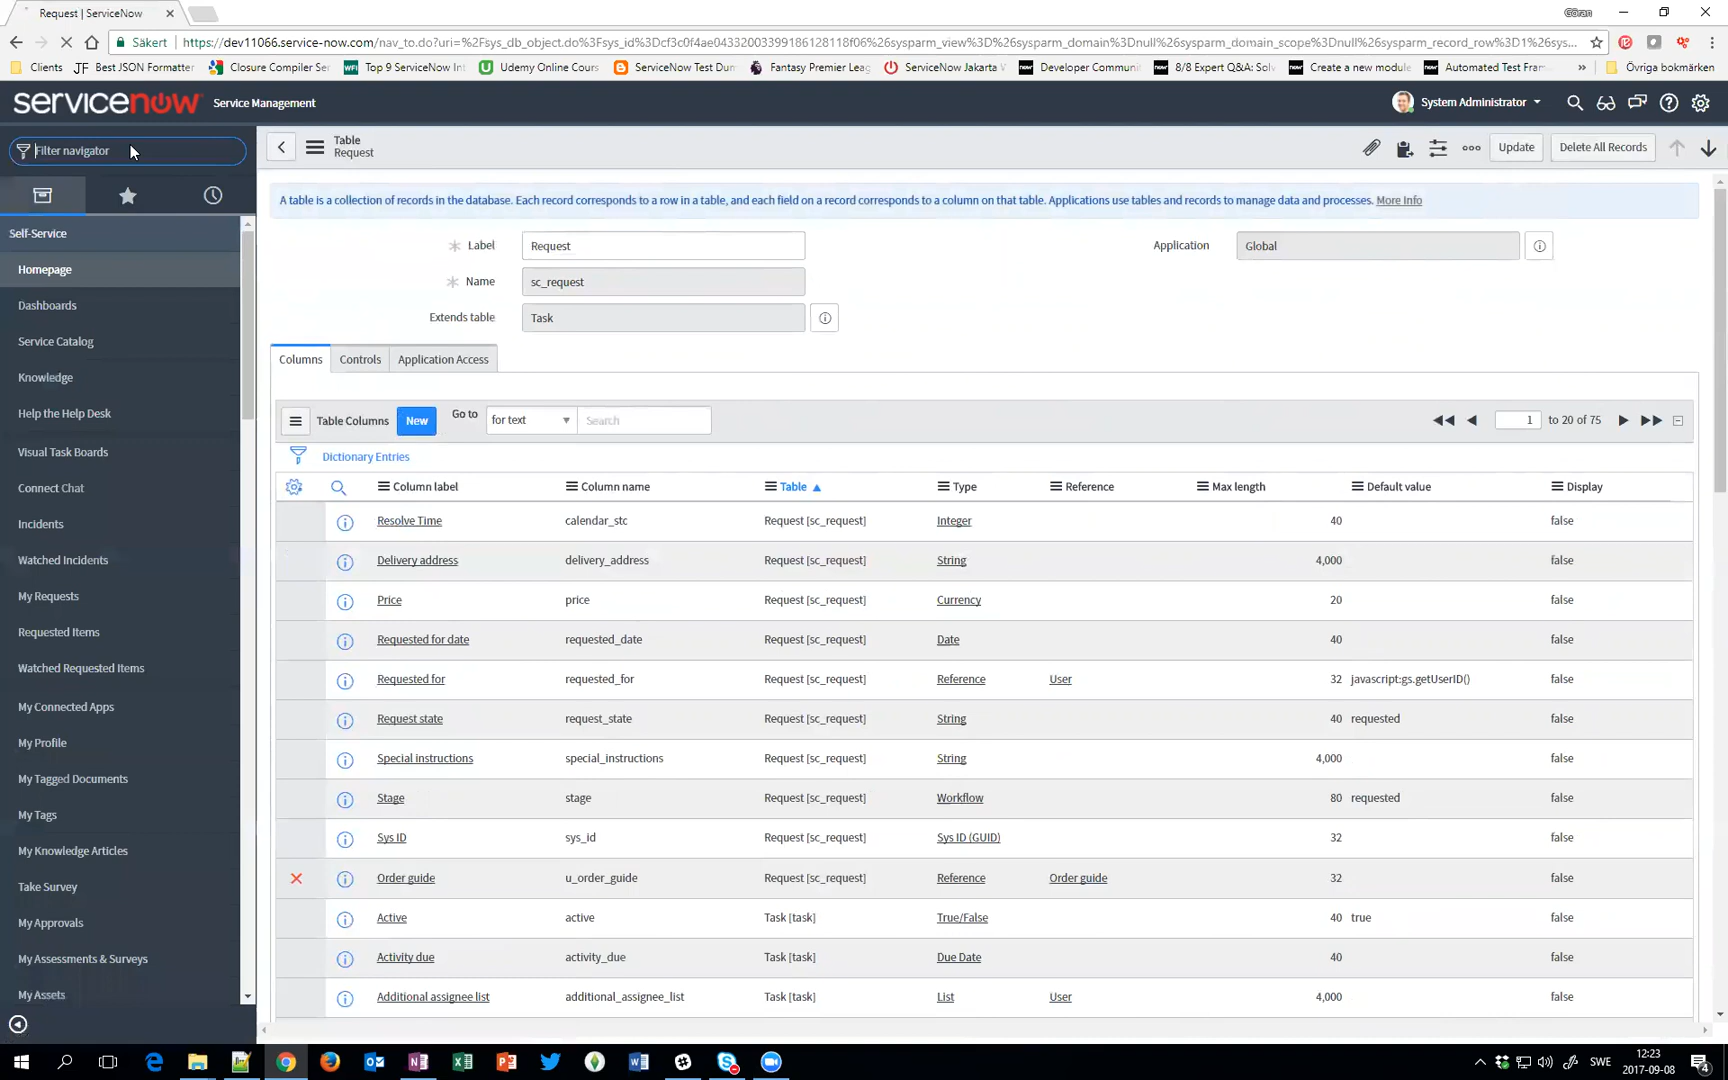 Request | ServiceNow
Göran
Säkert https://dev11066.service-now.com/nav_to.do?uri=%2Fsys_db_object.do%3Fsys_id%3Dcf3c0f4ae04332003399186128118f06%26sysparm_view%3D%26sysparm_domain%3Dnull%26sysparm_domain_scope%3Dnull%26sysparm_record_row%3D1%26sys...
Clients Best JSON Formatter Closure Compiler Ser Top 9 ServiceNow Int Udemy Online Cours ServiceNow Test Dum Fantasy Premier Leag ServiceNow Jakarta V Developer Communi 8/8 Expert Q&A: Solv Create a new module Automated Test Fram » Övriga bokmärken
servicenow Service Management System Administrator
Filter navigator
Table
Request
Update Delete All Records
A table is a collection of records in the database. Each record corresponds to a row in a table, and each field on a record corresponds to a column on that table. Applications use tables and records to manage data and processes. More Info
Self-Service
Homepage
Dashboards
Service Catalog
Knowledge
Help the Help Desk
Visual Task Boards
Connect Chat
Incidents
Watched Incidents
My Requests
Requested Items
Watched Requested Items
My Connected Apps
My Profile
My Tagged Documents
My Tags
My Knowledge Articles
Take Survey
My Approvals
My Assessments & Surveys
My Assets
Label Request Application Global
Name sc_request
Extends table Task
Columns Controls Application Access
Table Columns New Go to for text Search 1 to 20 of 75
Dictionary Entries
Column label Column name Table Type Reference Max length Default value Display
Resolve Time calendar_stc Request [sc_request] Integer 40 false
Delivery address delivery_address Request [sc_request] String 4,000 false
Price price Request [sc_request] Currency 20 false
Requested for date requested_date Request [sc_request] Date 40 false
Requested for requested_for Request [sc_request] Reference User 32 javascript:gs.getUserID() false
Request state request_state Request [sc_request] String 40 requested false
Special instructions special_instructions Request [sc_request] String 4,000 false
Stage stage Request [sc_request] Workflow 80 requested false
Sys ID sys_id Request [sc_request] Sys ID (GUID) 32 false
Order guide u_order_guide Request [sc_request] Reference Order guide 32 false
Active active Task [task] True/False 40 true false
Activity due activity_due Task [task] Due Date 40 false
Additional assignee list additional_assignee_list Task [task] List User 4,000 false
SWE
12:23
2017-09-08
4